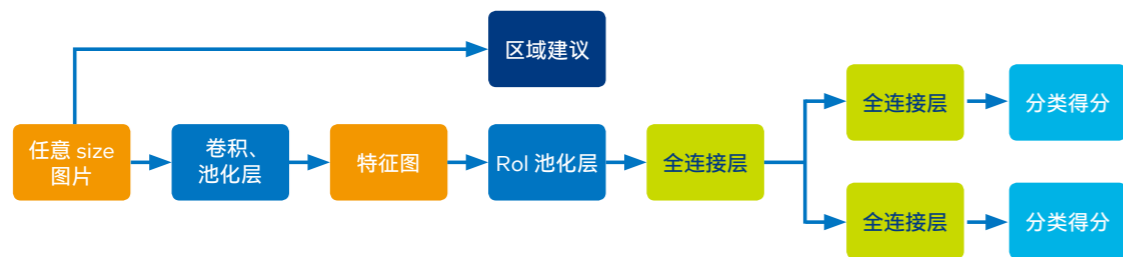 区域建议
任意 size
图片
卷积、
池化层
特征图
RoI 池化层
全连接层
全连接层
分类得分
全连接层
分类得分